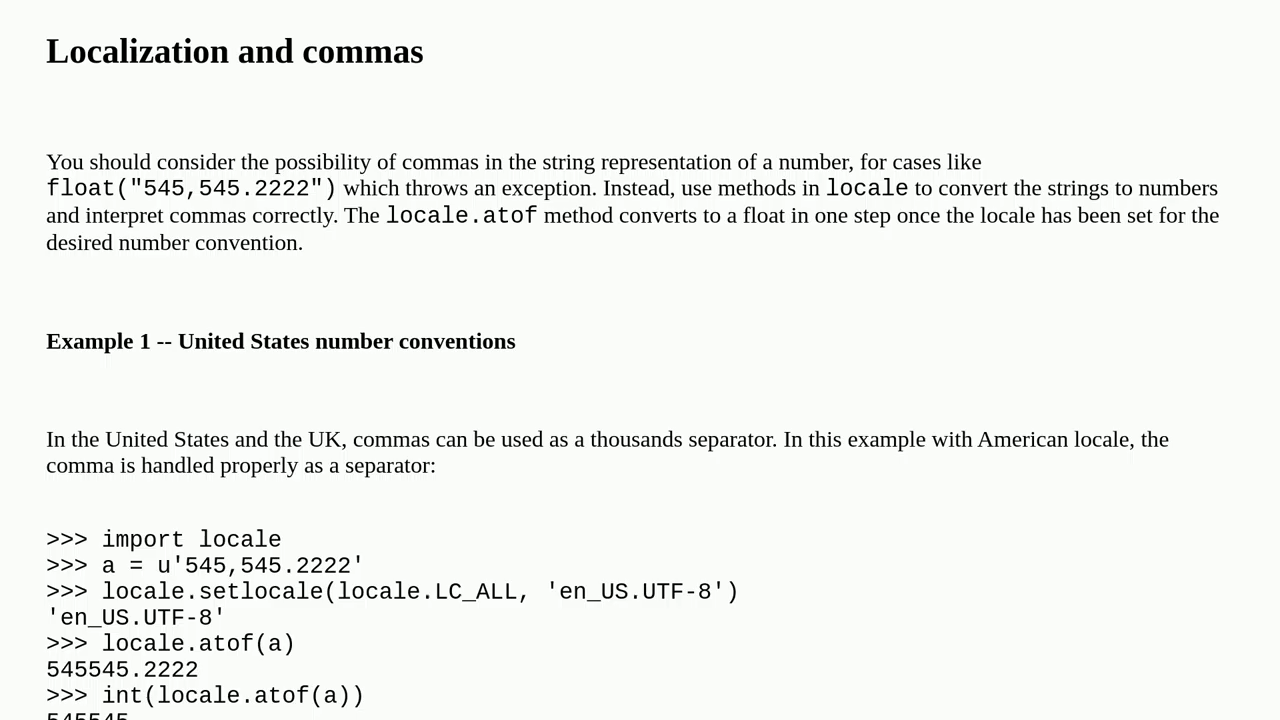 Localization and commas
You should consider the possibility of commas in the string representation of a number, for cases like
float("545,545.2222") which throws an exception. Instead, use methods in locale to convert the strings to numbers
and interpret commas correctly. The locale.atof method converts to a float in one step once the locale has been set for the
desired number convention.
Example 1 -- United States number conventions
In the United States and the UK, commas can be used as a thousands separator. In this example with American locale, the
comma is handled properly as a separator:
>>> import locale
>>> a = u'545,545.2222'
>>> locale.setlocale(locale.LC_ALL, 'en_US.UTF-8')
'en_US.UTF-8'
>>> locale.atof(a)
545545.2222
>>> int(locale.atof(a))
545545